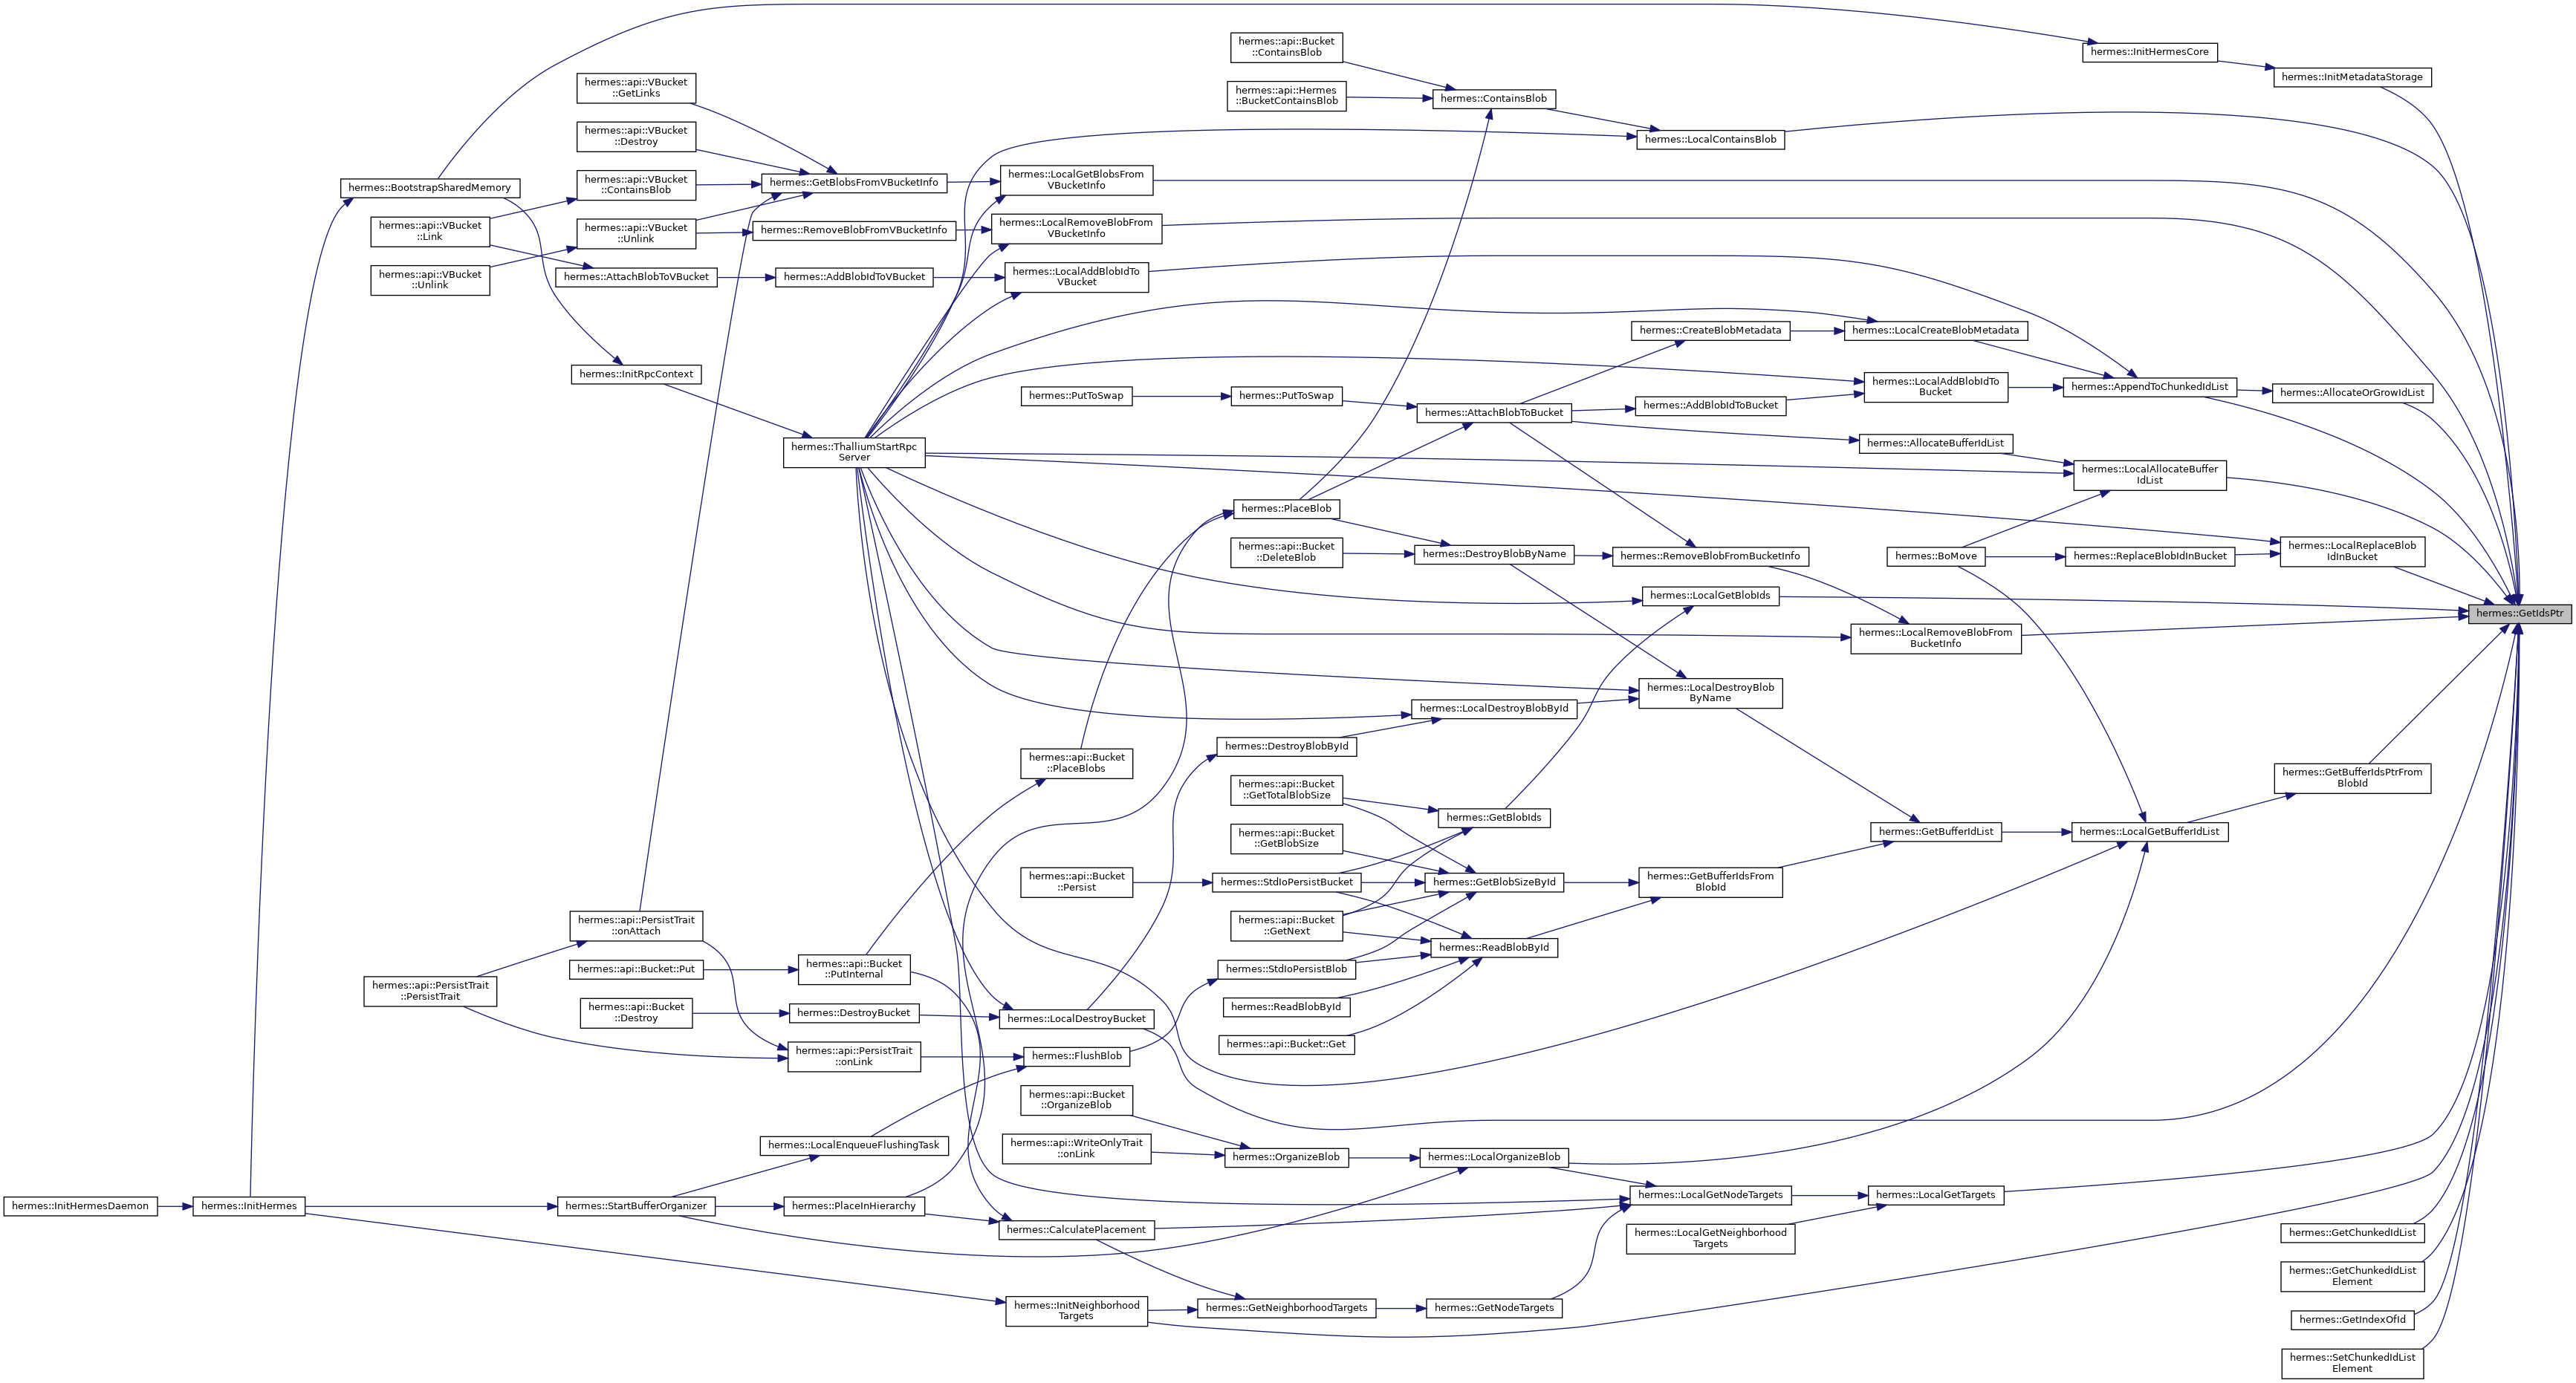 hermes::InitHermesCore
hermes::InitMetadataStorage
hermes::api::Bucket
::ContainsBlob
hermes::api::Hermes
::BucketContainsBlob
hermes::ContainsBlob
hermes::LocalContainsBlob
hermes::api::VBucket
::GetLinks
hermes::api::VBucket
::Destroy
hermes::BootstrapSharedMemory
hermes::api::VBucket
::ContainsBlob
hermes::GetBlobsFromVBucketInfo
hermes::LocalGetBlobsFrom
VBucketInfo
hermes::api::VBucket
::Link
hermes::api::VBucket
::Unlink
hermes::RemoveBlobFromVBucketInfo
hermes::LocalRemoveBlobFrom
VBucketInfo
hermes::api::VBucket
::Unlink
hermes::AttachBlobToVBucket
hermes::AddBlobIdToVBucket
hermes::LocalAddBlobIdTo
VBucket
hermes::CreateBlobMetadata
hermes::LocalCreateBlobMetadata
hermes::InitRpcContext
hermes::PutToSwap
hermes::PutToSwap
hermes::AttachBlobToBucket
hermes::AddBlobIdToBucket
hermes::LocalAddBlobIdTo
Bucket
hermes::AppendToChunkedIdList
hermes::AllocateOrGrowIdList
hermes::ThalliumStartRpc
Server
hermes::AllocateBufferIdList
hermes::LocalAllocateBuffer
IdList
hermes::PlaceBlob
hermes::api::Bucket
::DeleteBlob
hermes::DestroyBlobByName
hermes::RemoveBlobFromBucketInfo
hermes::BoMove
hermes::ReplaceBlobIdInBucket
hermes::LocalReplaceBlob
IdInBucket
hermes::LocalGetBlobIds
hermes::GetIdsPtr
hermes::LocalRemoveBlobFrom
BucketInfo
hermes::LocalDestroyBlob
ByName
hermes::LocalDestroyBlobById
hermes::DestroyBlobById
hermes::api::Bucket
::PlaceBlobs
hermes::api::Bucket
::GetTotalBlobSize
hermes::GetBufferIdsPtrFrom
BlobId
hermes::GetBlobIds
hermes::api::Bucket
::GetBlobSize
hermes::GetBufferIdList
hermes::LocalGetBufferIdList
hermes::api::Bucket
::Persist
hermes::StdIoPersistBucket
hermes::GetBlobSizeById
hermes::GetBufferIdsFrom
BlobId
hermes::api::PersistTrait
::onAttach
hermes::api::Bucket
::GetNext
hermes::ReadBlobById
hermes::api::Bucket::Put
hermes::api::Bucket
::PutInternal
hermes::StdIoPersistBlob
hermes::api::PersistTrait
::PersistTrait
hermes::ReadBlobById
hermes::api::Bucket
::Destroy
hermes::DestroyBucket
hermes::LocalDestroyBucket
hermes::api::Bucket::Get
hermes::api::PersistTrait
::onLink
hermes::FlushBlob
hermes::api::Bucket
::OrganizeBlob
hermes::LocalEnqueueFlushingTask
hermes::api::WriteOnlyTrait
::onLink
hermes::OrganizeBlob
hermes::LocalOrganizeBlob
hermes::LocalGetNodeTargets
hermes::LocalGetTargets
hermes::InitHermesDaemon
hermes::InitHermes
hermes::StartBufferOrganizer
hermes::PlaceInHierarchy
hermes::CalculatePlacement
hermes::LocalGetNeighborhood
Targets
hermes::GetChunkedIdList
hermes::GetChunkedIdList
Element
hermes::InitNeighborhood
Targets
hermes::GetNeighborhoodTargets
hermes::GetNodeTargets
hermes::GetIndexOfId
hermes::SetChunkedIdList
Element